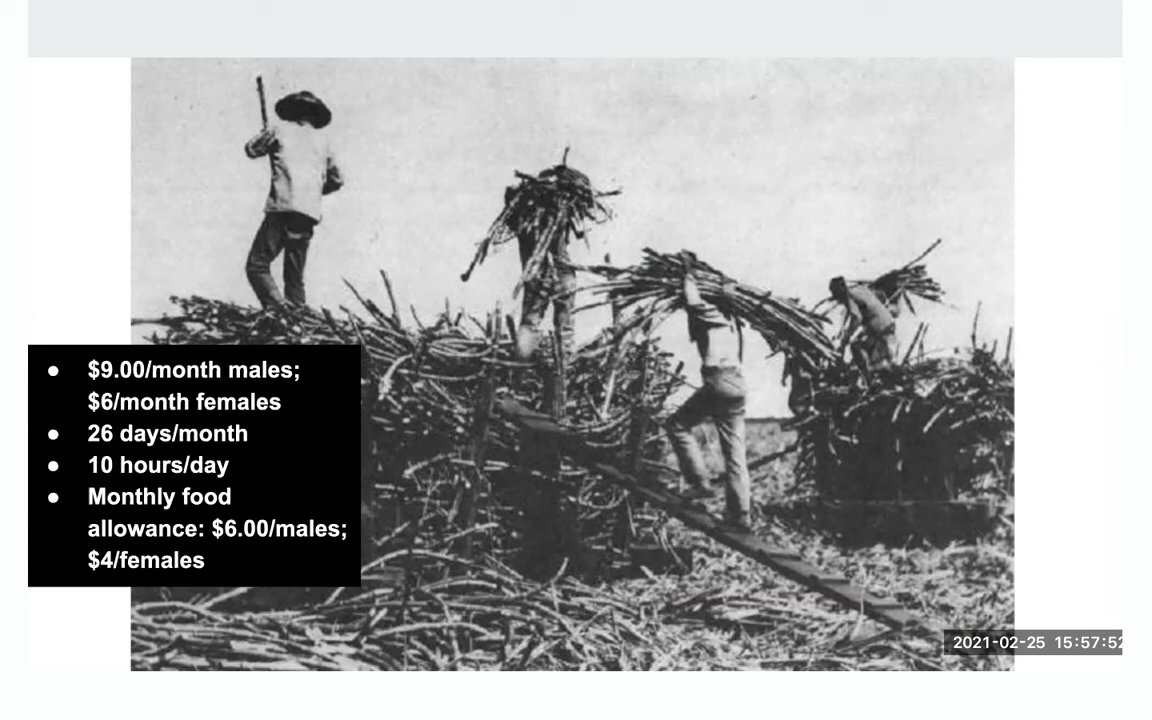 ● $9.00/month males;
$6/month females
● 26 days/month
● 10 hours/day
● Monthly food
allowance: $6.00/males;
$4/females
2021-02-25 15:57:52